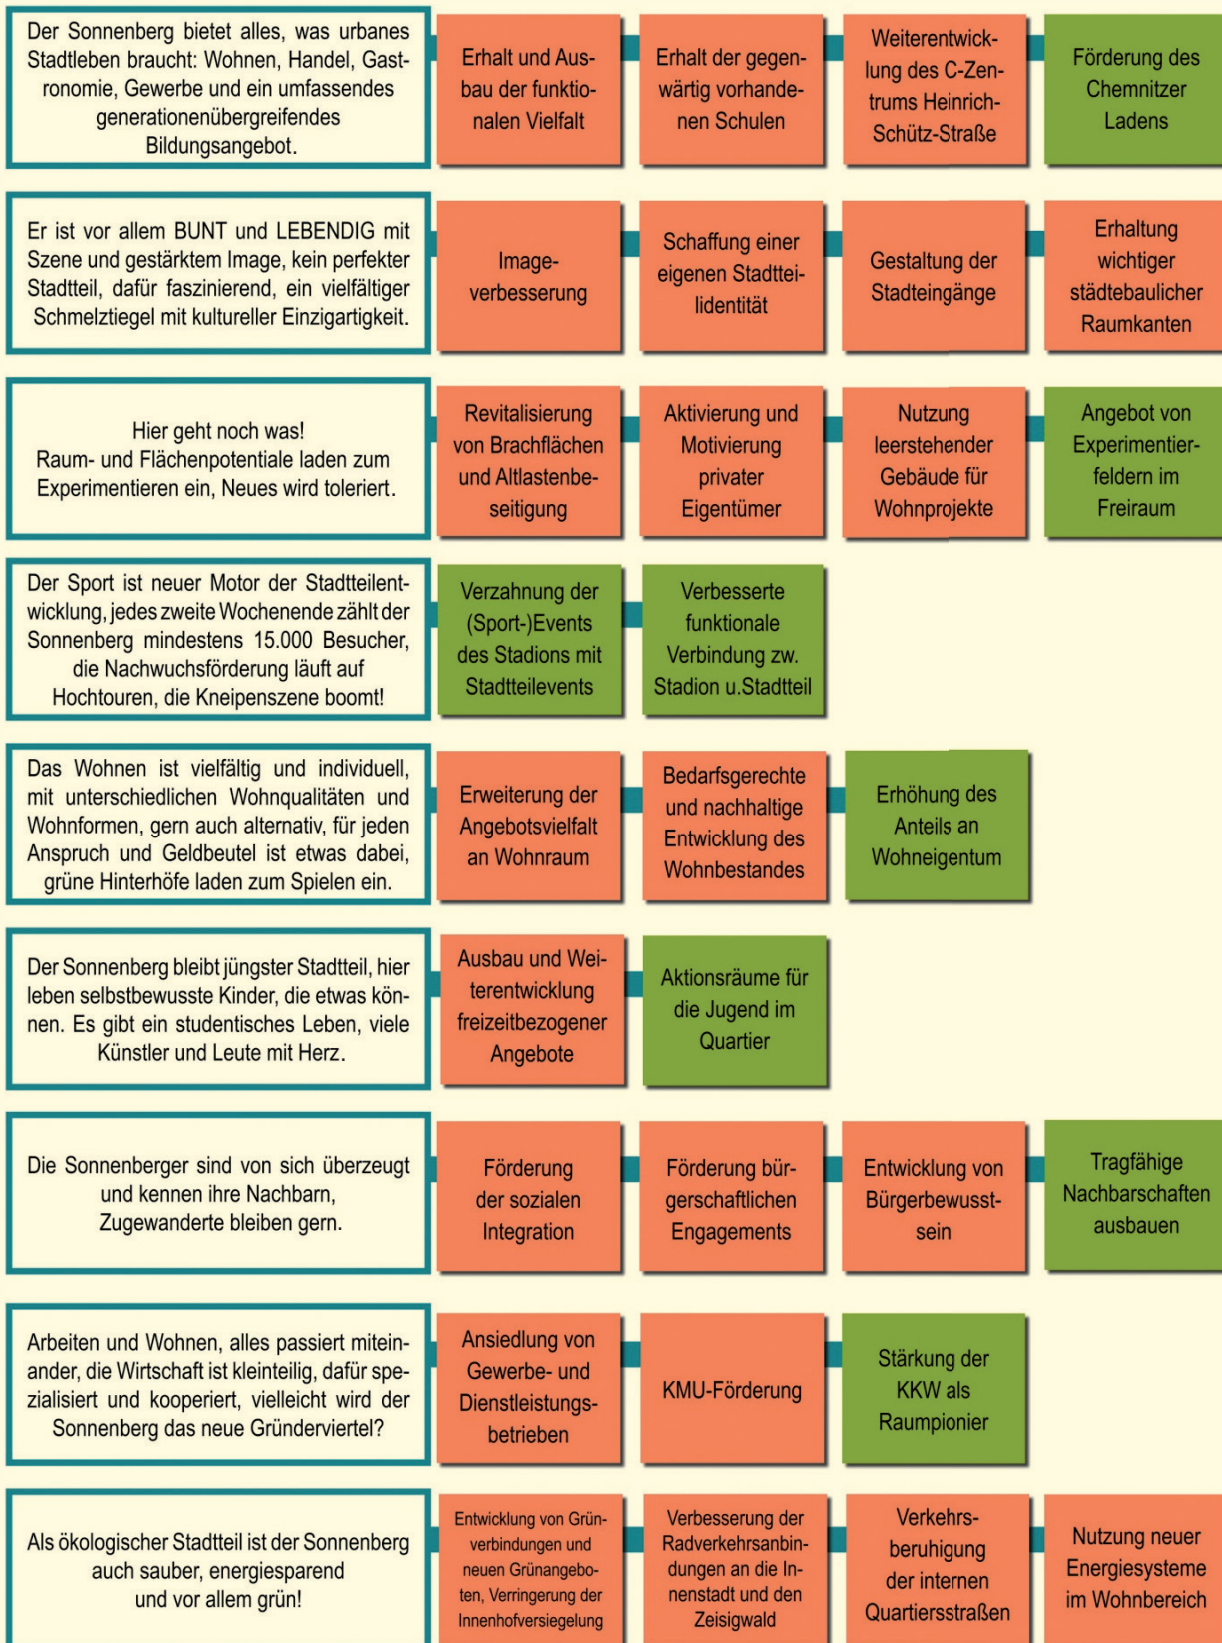 Der Sonnenberg bietet alles, was urbanes
Stadtleben braucht: Wohnen, Handel, Gast-
ronomie, Gewerbe und ein umfassendes
generationenübergreifendes
Bildungsangebot.
Erhalt und Aus-
bau der funktio-
nalen Vielfalt
Erhalt der gegen-
wärtig vorhande-
nen Schulen
Weiterentwick-
lung des C-Zen-
trums Heinrich-
Schütz-Straße
Förderung des
Chemnitzer
Ladens
Er ist vor allem BUNT und LEBENDIG mit
Szene und gestärktem Image, kein perfekter
Stadtteil, dafür faszinierend, ein vielfältiger
Schmelztiegel mit kultureller Einzigartigkeit.
Image-
verbesserung
Schaffung einer
eigenen Stadttei-
lidentität
Gestaltung der
Stadteingänge
Erhaltung
wichtiger
städtebaulicher
Raumkanten
Hier geht noch was!
Raum- und Flächenpotentiale laden zum
Experimentieren ein, Neues wird toleriert.
Revitalisierung
von Brachflächen
und Altlastenbe-
seitigung
Aktivierung und
Motivierung
privater
Eigentümer
Nutzung
leerstehender
Gebäude für
Wohnprojekte
Angebot von
Experimentier-
feldern im
Freiraum
Der Sport ist neuer Motor der Stadtteilent-
wicklung, jedes zweite Wochenende zählt der
Sonnenberg mindestens 15.000 Besucher,
die Nachwuchsförderung läuft auf
Hochtouren, die Kneipenszene boomt!
Verzahnung der
(Sport-)Events
des Stadions mit
Stadtteilevents
Verbesserte
funktionale
Verbindung zw.
Stadion u.Stadtteil
Das Wohnen ist vielfältig und individuell,
mit unterschiedlichen Wohnqualitäten und
Wohnformen, gern auch alternativ, für jeden
Anspruch und Geldbeutel ist etwas dabei,
grüne Hinterhöfe laden zum Spielen ein.
Erweiterung der
Angebotsvielfalt
an Wohnraum
Bedarfsgerechte
und nachhaltige
Entwicklung des
Wohnbestandes
Erhöhung des
Anteils an
Wohneigentum
Der Sonnenberg bleibt jüngster Stadtteil, hier
leben selbstbewusste Kinder, die etwas kön-
nen. Es gibt ein studentisches Leben, viele
Künstler und Leute mit Herz.
Ausbau und Wei-
terentwicklung
freizeitbezogener
Angebote
Aktionsräume für
die Jugend im
Quartier
Die Sonnenberger sind von sich überzeugt
und kennen ihre Nachbarn,
Zugewanderte bleiben gern.
Förderung
der sozialen
Integration
Förderung bür-
gerschaftlichen
Engagements
Entwicklung von
Bürgerbewusst-
sein
Tragfähige
Nachbarschaften
ausbauen
Arbeiten und Wohnen, alles passiert mitein-
ander, die Wirtschaft ist kleinteilig, dafür spe-
zialisiert und kooperiert, vielleicht wird der
Sonnenberg das neue Gründerviertel?
Ansiedlung von
Gewerbe- und
Dienstleistungs-
betrieben
KMU-Förderung
Stärkung der
KKW als
Raumpionier
Als ökologischer Stadtteil ist der Sonnenberg
auch sauber, energiesparend
und vor allem grün!
Entwicklung von Grün-
verbindungen und
neuen Grünangebo-
ten, Verringerung der
Innenhofversiegelung
Verbesserung der
Radverkehrsanbin-
dungen an die In-
nenstadt und den
Zeisigwald
Verkehrs-
beruhigung
der internen
Quartiersstraßen
Nutzung neuer
Energiesysteme
im Wohnbereich